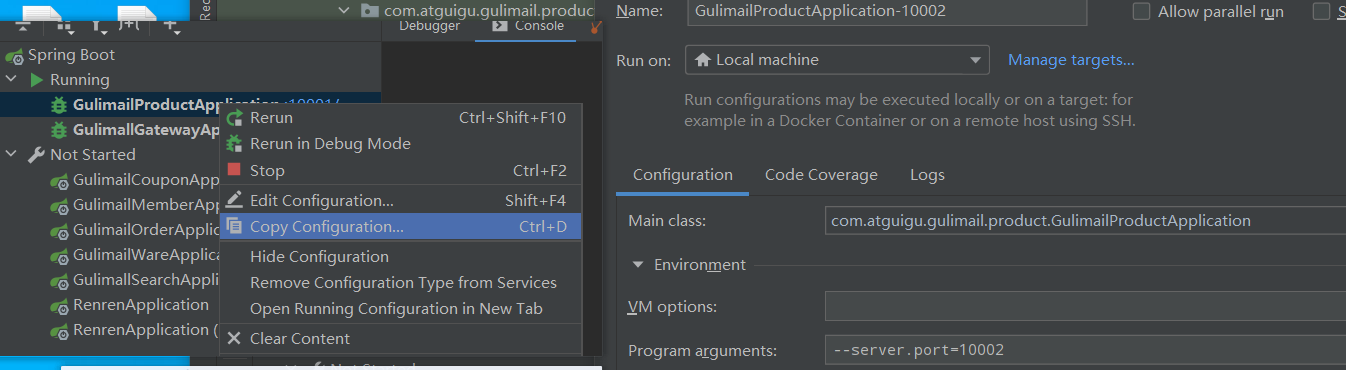 com.atguigu.gulimail.produc
Debugger
Console
Spring Boot
Running
GulimailProductApplication :10001/
GulimallGatewayAp
Not Started
GulimailCouponApp
GulimailMemberApp
GulimailOrderApplic
GulimailWareApplica
GulimallSearchAppli
RenrenApplication
RenrenApplication (
Rerun Ctrl+Shift+F10
Rerun in Debug Mode
Stop Ctrl+F2
Edit Configuration... Shift+F4
Copy Configuration... Ctrl+D
Hide Configuration
Remove Configuration Type from Services
Open Running Configuration in New Tab
Clear Content
Name: GulimailProductApplication-10002
Allow parallel run
Run on: Local machine Manage targets...
Run configurations may be executed locally or on a target: for
example in a Docker Container or on a remote host using SSH.
Configuration Code Coverage Logs
Main class: com.atguigu.gulimail.product.GulimailProductApplication
Environment
VM options:
Program arguments: --server.port=10002